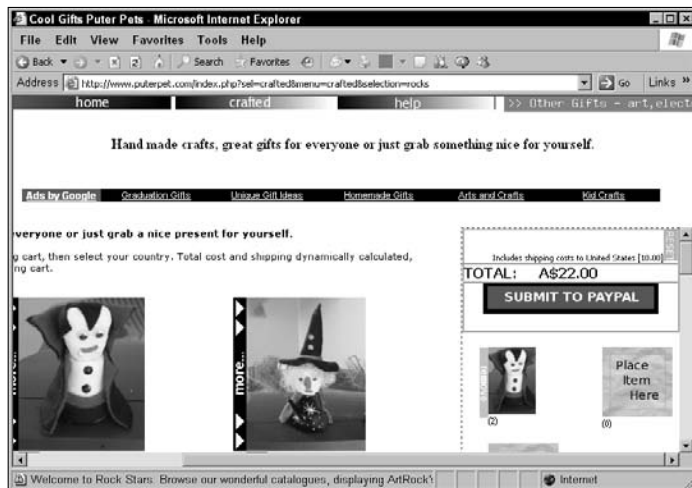 Cool Gifts Puter Pets - Microsoft Internet Explorer
File Edit View Favorites Tools Help
Back Search Favorites
Address http://www.puterpet.com/index.php?sel=crafted&menu=crafted&selection=rocks Go Links »
home crafted help >> Other Gifts - art,elect
Hand made crafts, great gifts for everyone or just grab something nice for yourself.
Ads by Google Graduation Gifts Unique Gift Ideas Homemade Gifts Arts and Crafts Kid Crafts
veryone or just grab a nice present for yourself.
g cart, then select your country. Total cost and shipping dynamically calculated,
ng cart.
Includes shipping costs to United States [10.00]
TOTAL: A$22.00
SUBMIT TO PAYPAL
more...
more...
Place
Item
Here
(2)
(0)
Welcome to Rock Stars. Browse our wonderful catalogues, displaying ArtRock' Internet